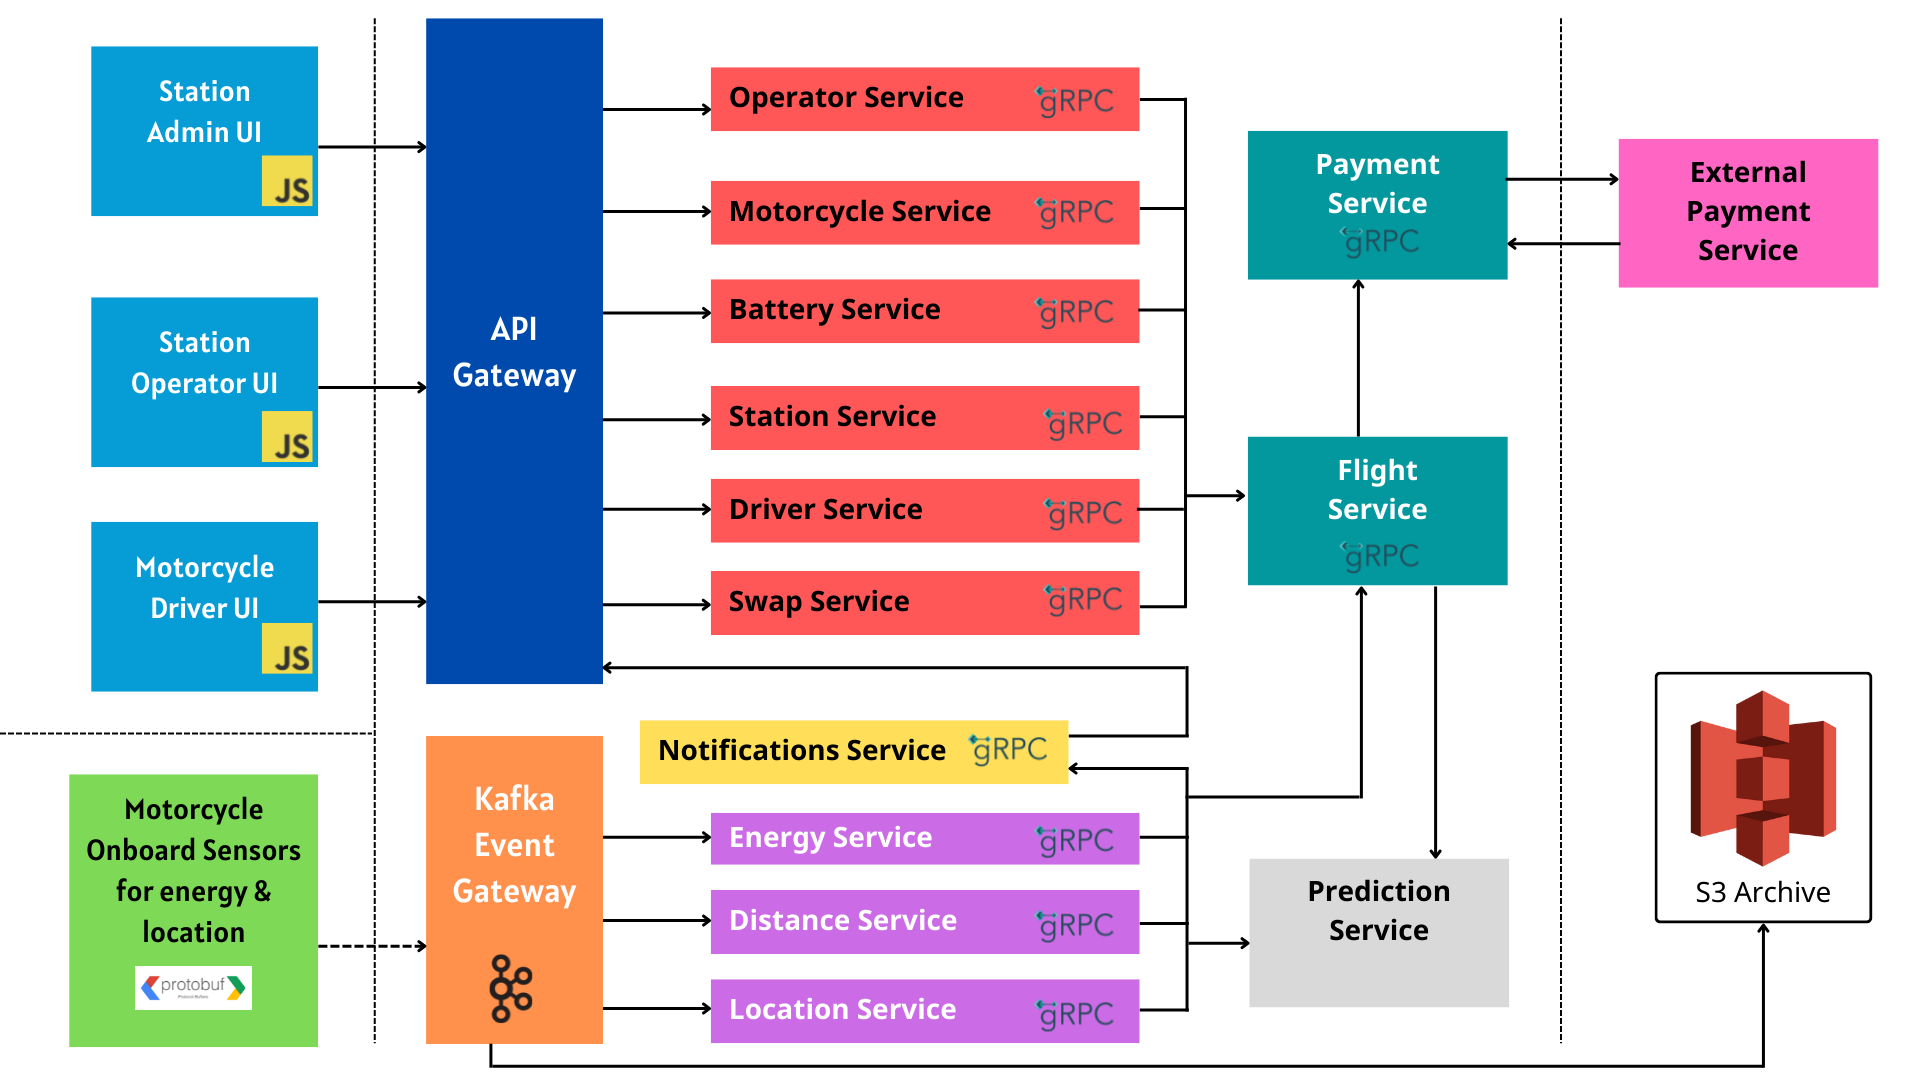 Station
Admin UI
JS
Station
Operator UI
JS
Motorcycle
Driver UI
JS
Motorcycle
Onboard Sensors
for energy &
location
protobuf
Protocol Buffers
API
Gateway
Kafka
Event
Gateway
Operator Service gRPC
Motorcycle Service gRPC
Battery Service gRPC
Station Service gRPC
Driver Service gRPC
Swap Service gRPC
Notifications Service gRPC
Energy Service gRPC
Distance Service gRPC
Location Service gRPC
Payment
Service
gRPC
Flight
Service
gRPC
Prediction
Service
External
Payment
Service
S3 Archive